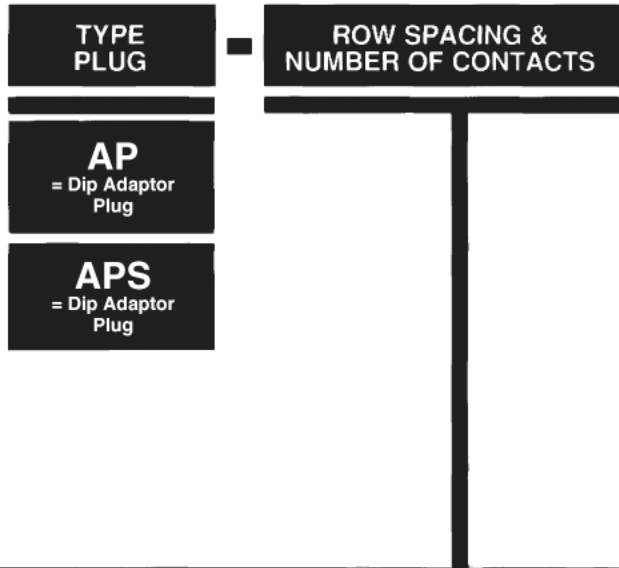 TYPE
PLUG
-
ROW SPACING &
NUMBER OF CONTACTS
AP
= Dip Adaptor
Plug
APS
= Dip Adaptor
Plug